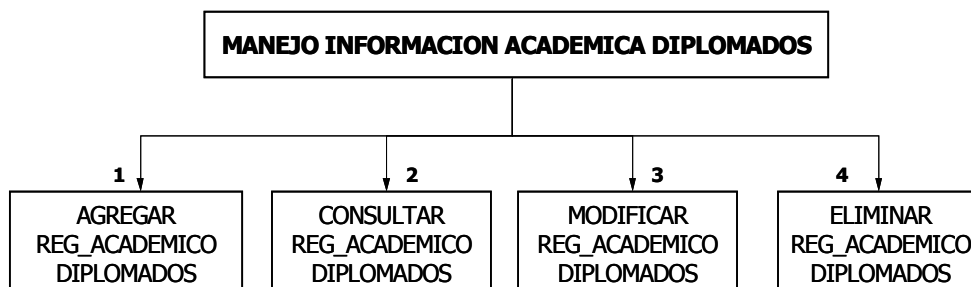 MANEJO INFORMACION ACADEMICA DIPLOMADOS
1
2
3
4
AGREGAR
REG_ACADEMICO
DIPLOMADOS
CONSULTAR
REG_ACADEMICO
DIPLOMADOS
MODIFICAR
REG_ACADEMICO
DIPLOMADOS
ELIMINAR
REG_ACADEMICO
DIPLOMADOS